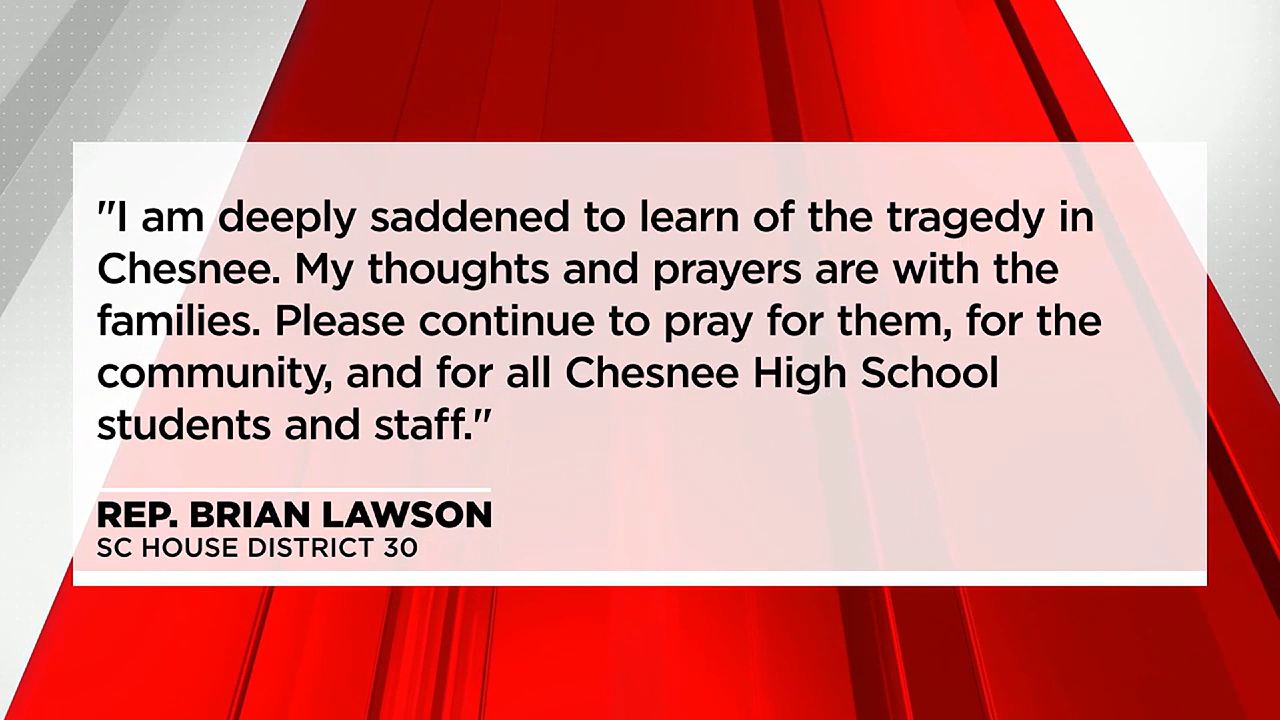 "I am deeply saddened to learn of the tragedy in
Chesnee. My thoughts and prayers are with the
families. Please continue to pray for them, for the
community, and for all Chesnee High School
students and staff."
REP. BRIAN LAWSON
SC HOUSE DISTRICT 30